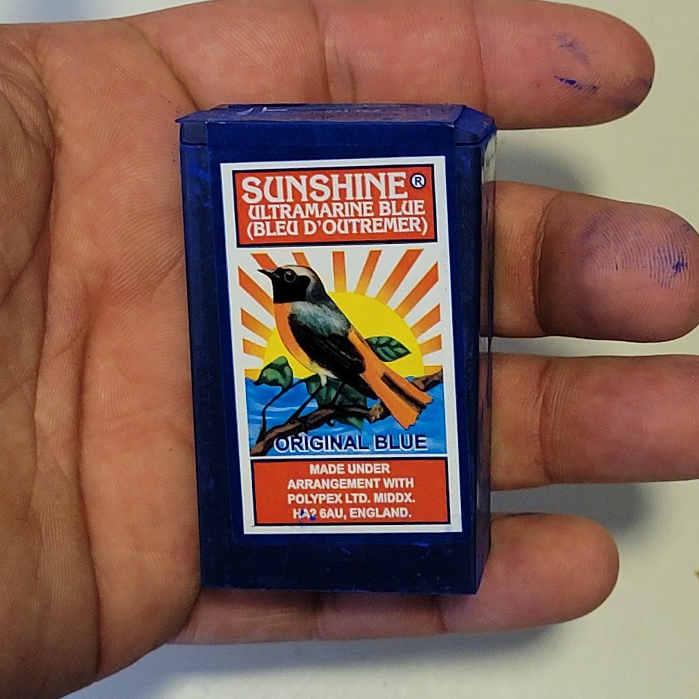 SUNSHINE®
ULTRAMARINE BLUE
(BLEU D'OUTREMER)
ORIGINAL BLUE
MADE UNDER
ARRANGEMENT WITH
POLYPEX LTD. MIDDX.
6AU, ENGLAND.